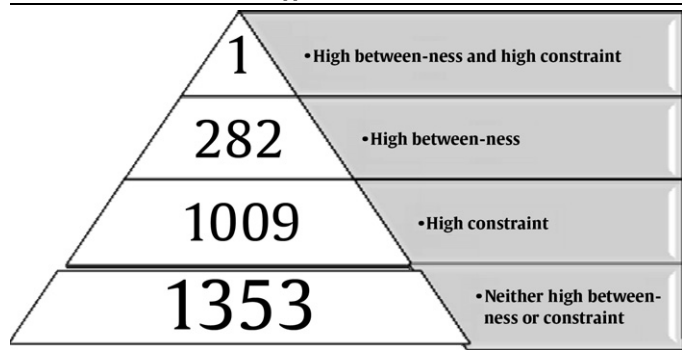 1
•High between-ness and high constraint
282
•High between-ness
1009
•High constraint
1353
•Neither high between-
ness or constraint